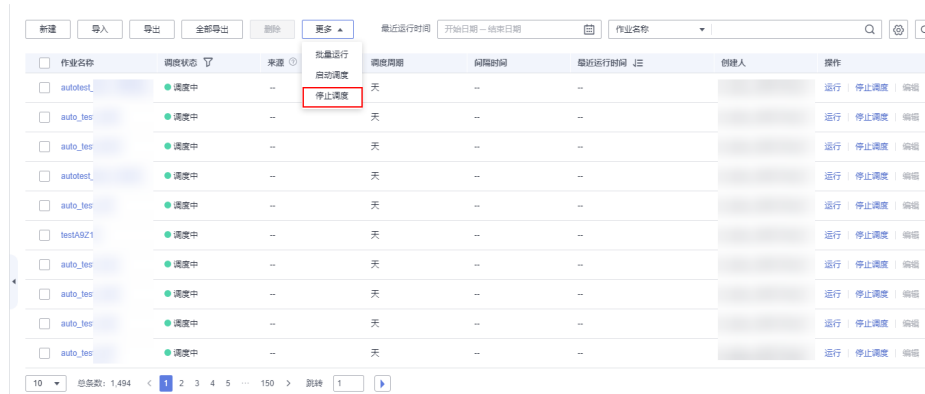 新建 导入 导出 全部导出 删除 更多 最近运行时间 开始日期 – 结束日期 作业名称
批量运行
启动调度
停止调度
作业名称 调度状态 来源 调度周期 间隔时间 最近运行时间 创建人 操作
autotest_ 调度中 -- 天 -- -- 运行 停止调度 编辑
auto_tes 调度中 -- 天 -- -- 运行 停止调度 编辑
auto_tes 调度中 -- 天 -- -- 运行 停止调度 编辑
autotest_ 调度中 -- 天 -- -- 运行 停止调度 编辑
auto_tes 调度中 -- 天 -- -- 运行 停止调度 编辑
testA9Z1 调度中 -- 天 -- -- 运行 停止调度 编辑
auto_tes 调度中 -- 天 -- -- 运行 停止调度 编辑
auto_tes 调度中 -- 天 -- -- 运行 停止调度 编辑
auto_tes 调度中 -- 天 -- -- 运行 停止调度 编辑
auto_tes 调度中 -- 天 -- -- 运行 停止调度 编辑
10 总条数: 1,494 < 1 2 3 4 5 ... 150 > 跳转 1